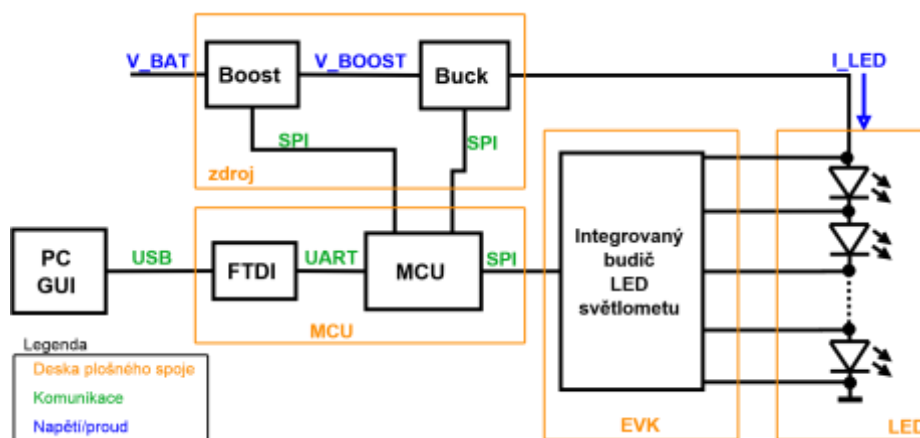 V_BAT
Boost
V_BOOST
Buck
I_LED
SPI
SPI
zdroj
PC
GUI
USB
FTDI
UART
MCU
SPI
Integrovaný
budič
LED
světlometu
MCU
EVK
LED
Legenda
Deska plošného spoje
Komunikace
Napětí/proud